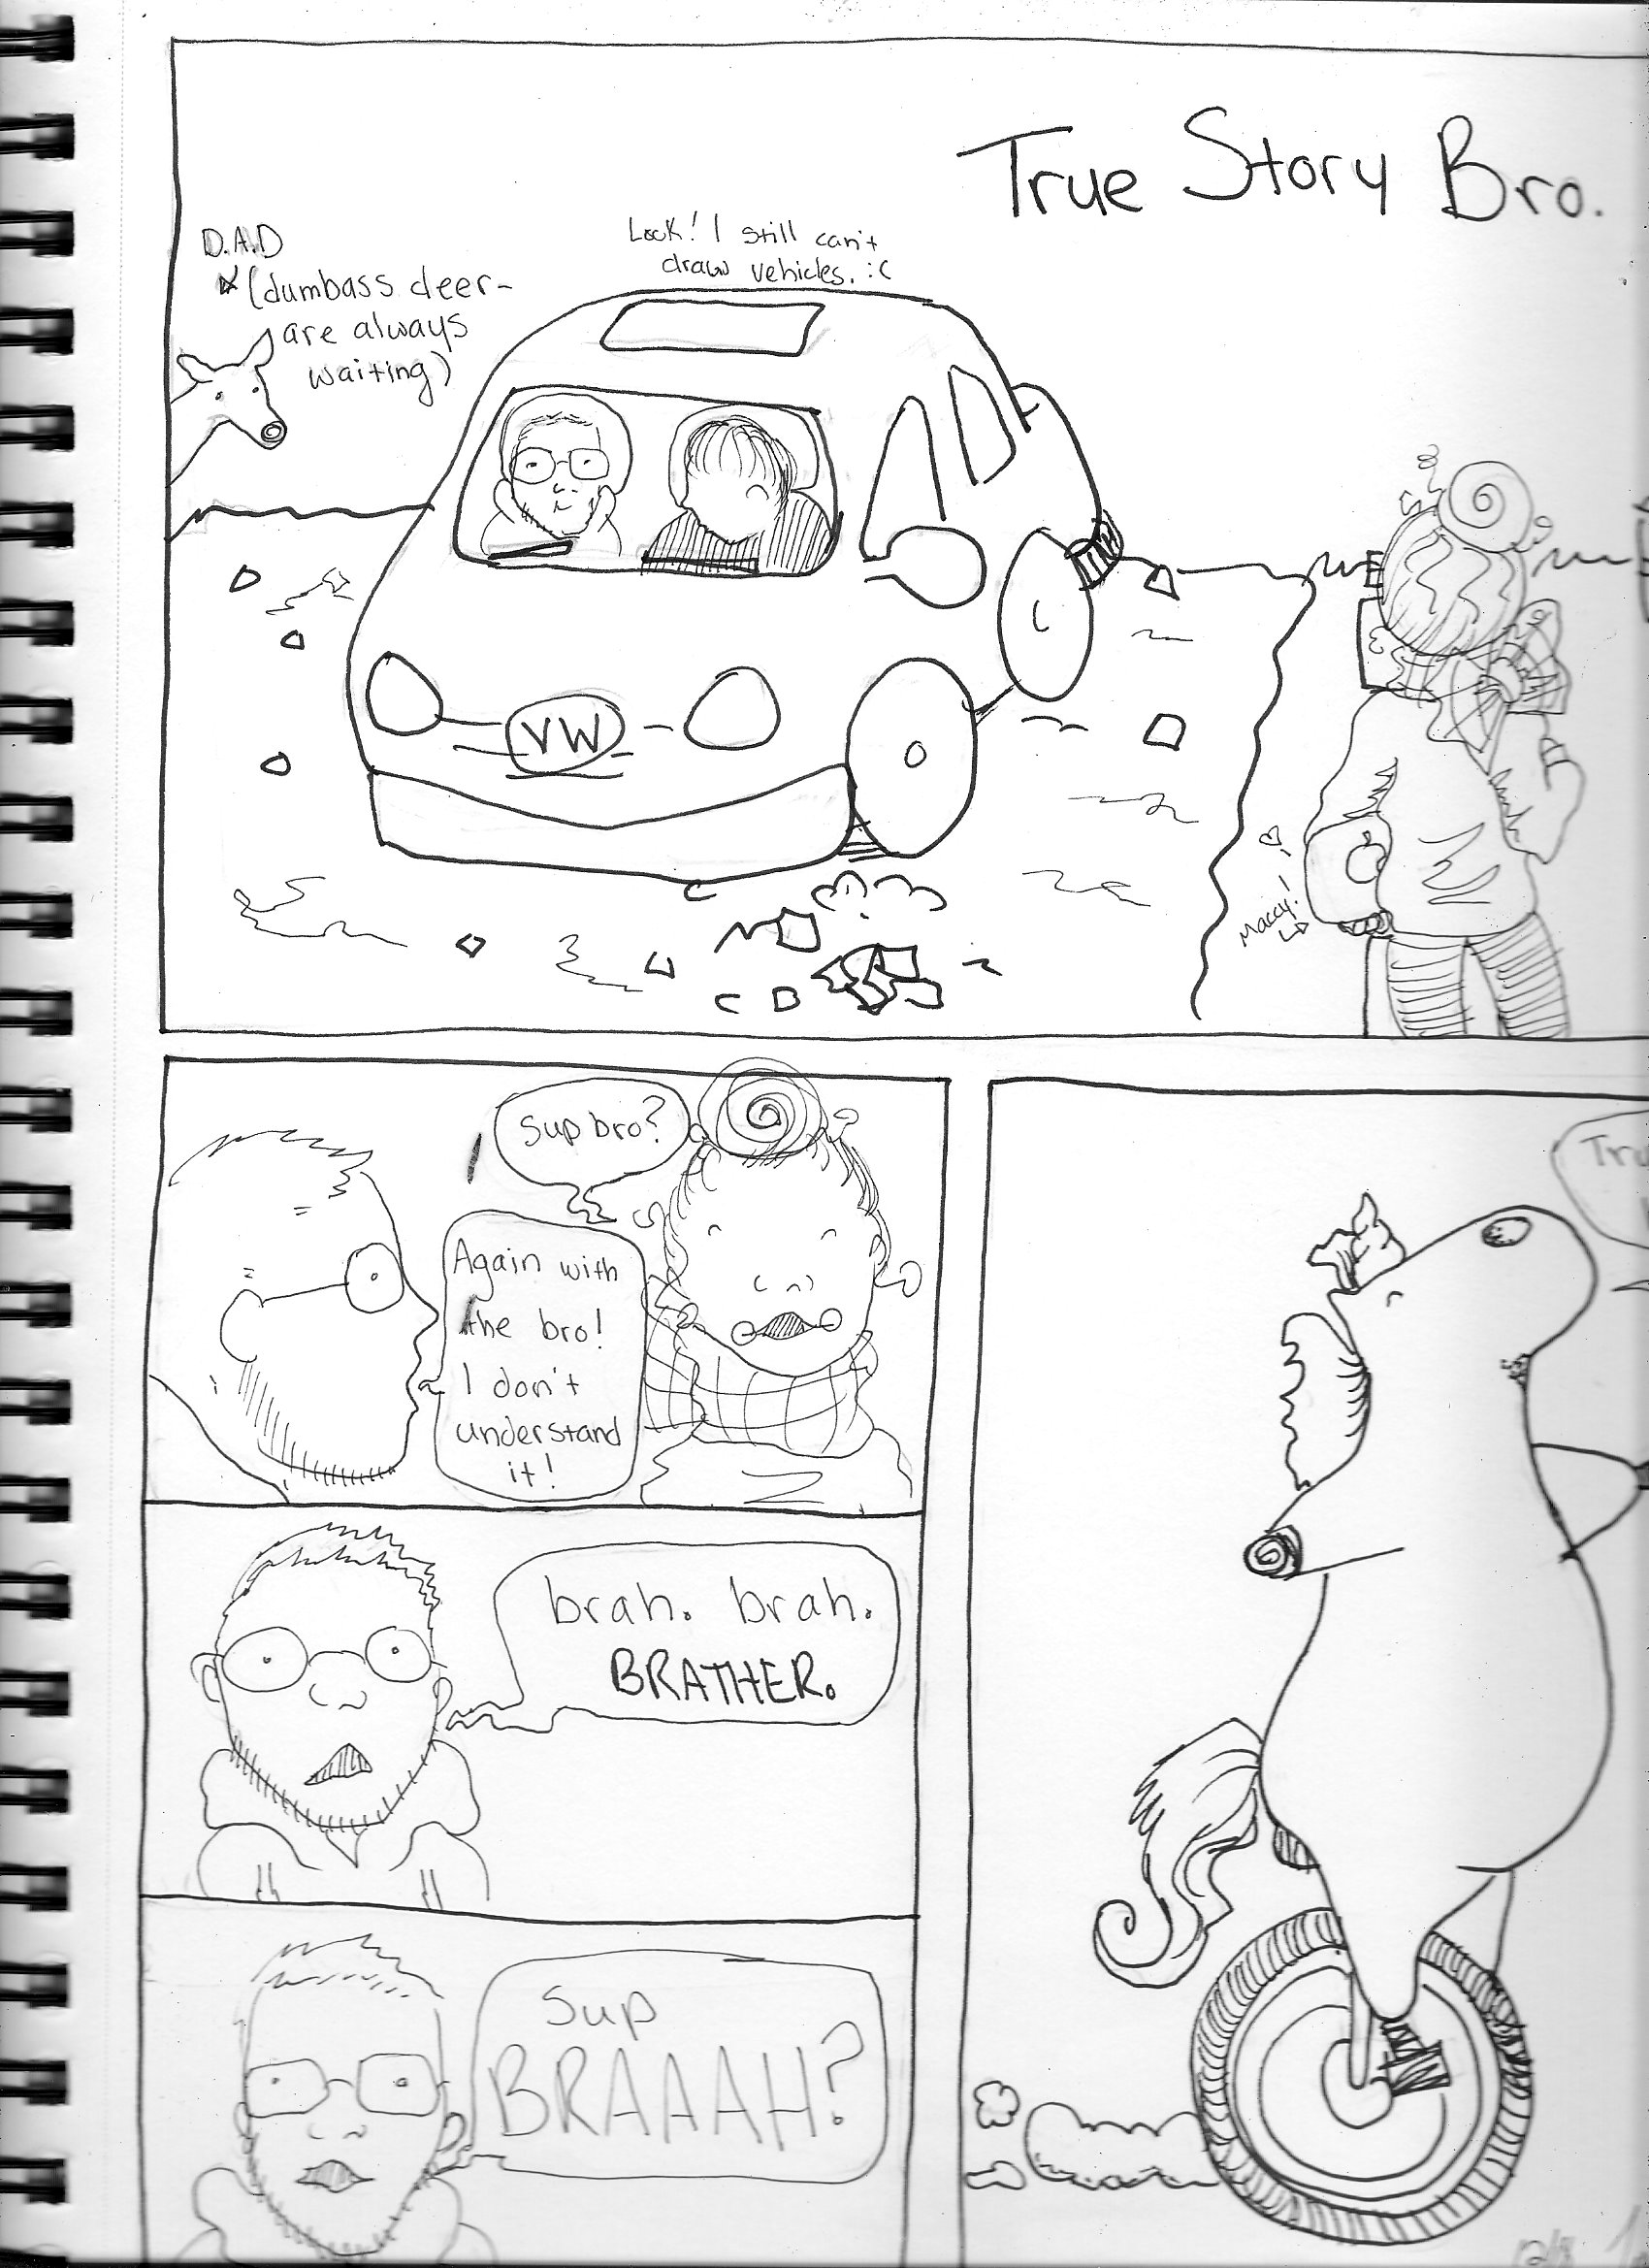 True Story Bro.
D.A.D
(dumbass deer-
are always
waiting)
Look! I still can't
draw vehicles. :(
VW
Maccy!
Sup bro?
Again with
the bro!
I don't
understand
it!
brah. brah.
BRATHER.
Sup
BRAAAH?